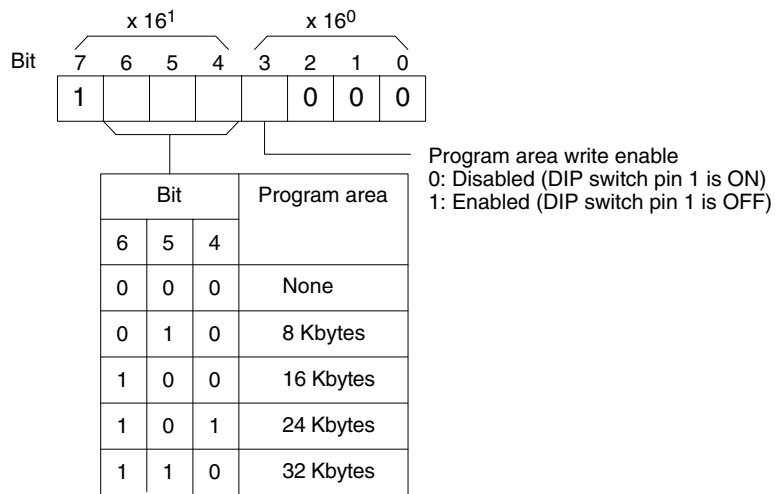 x 16¹ x 16⁰
Bit 7 6 5 4 3 2 1 0
1 0 0 0
Program area write enable
0: Disabled (DIP switch pin 1 is ON)
1: Enabled (DIP switch pin 1 is OFF)
Bit Program area
6 5 4
0 0 0 None
0 1 0 8 Kbytes
1 0 0 16 Kbytes
1 0 1 24 Kbytes
1 1 0 32 Kbytes